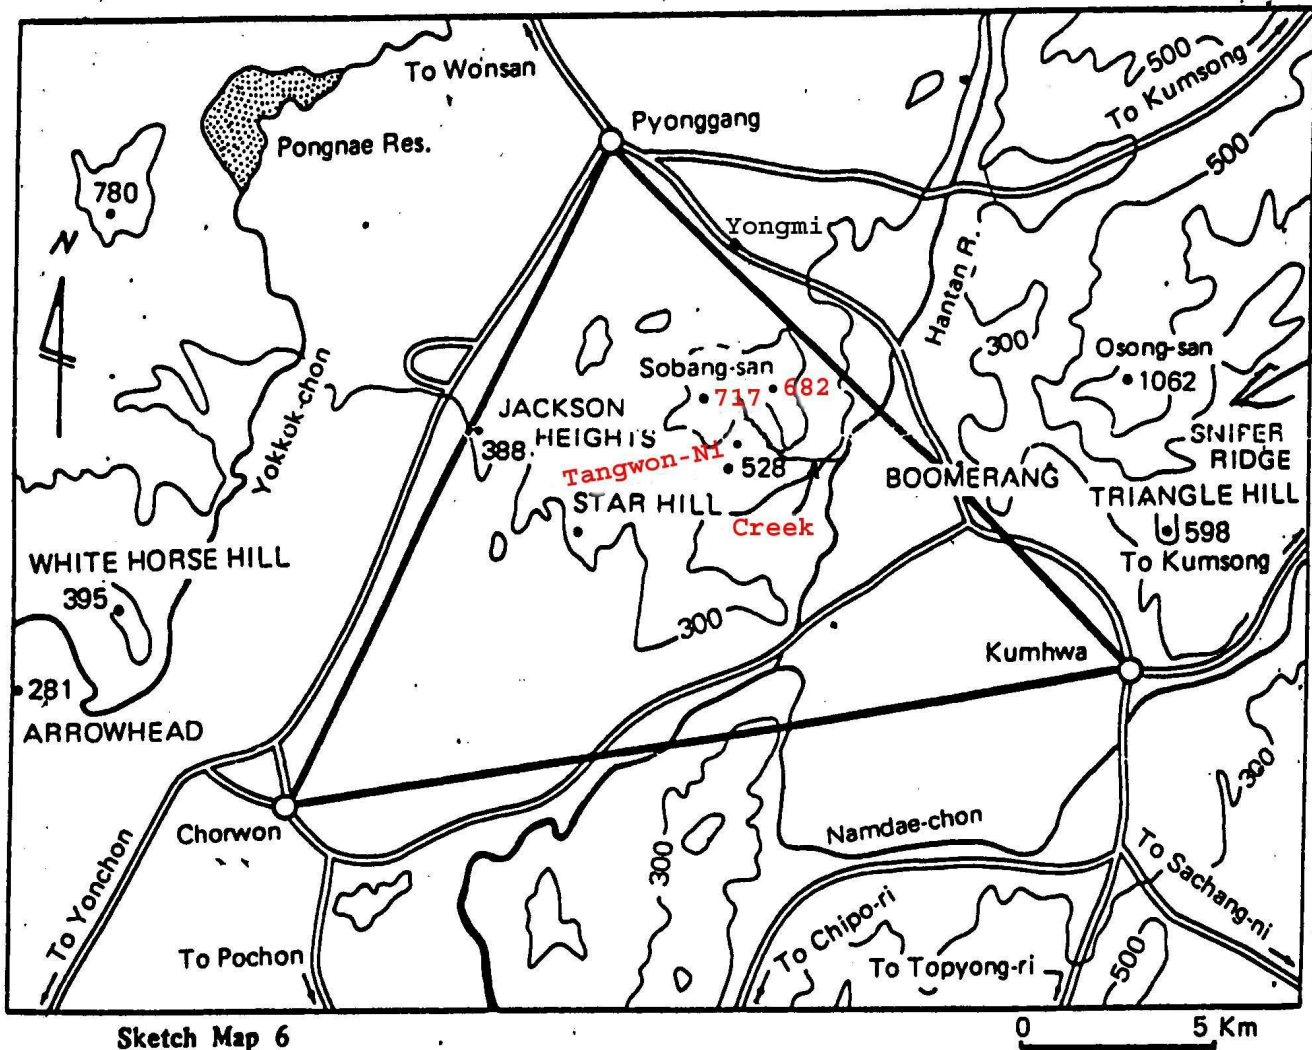 To Wonsan
500
To Kumsong
Pyonggang
Pongnae Res.
500
780
N
Yongmi
Hantan R.
300
Osong-san
1062
Sobang-san
717
682
Yokkok-chon
JACKSON
HEIGHTS
388
SNIPER
RIDGE
Tangwon-Ni
528
BOOMERANG
TRIANGLE HILL
STAR HILL
Creek
598
To Kumsong
WHITE HORSE HILL
395
300
Kumhwa
281
ARROWHEAD
300
Chorwon
Namdae-chon
300
To Yonchon
To Sachang-ni
To Chipo-ri
To Pochon
To Topyong-ri
500
Sketch Map 6
0 5 Km